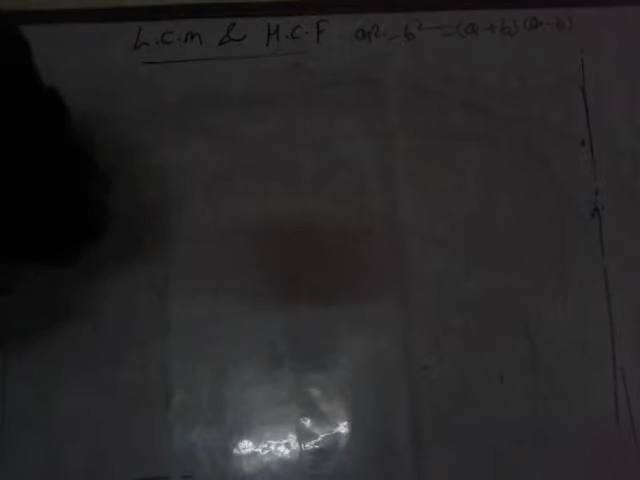 L.C.M & H.C.F a² - b² = (a + b) (a - b)